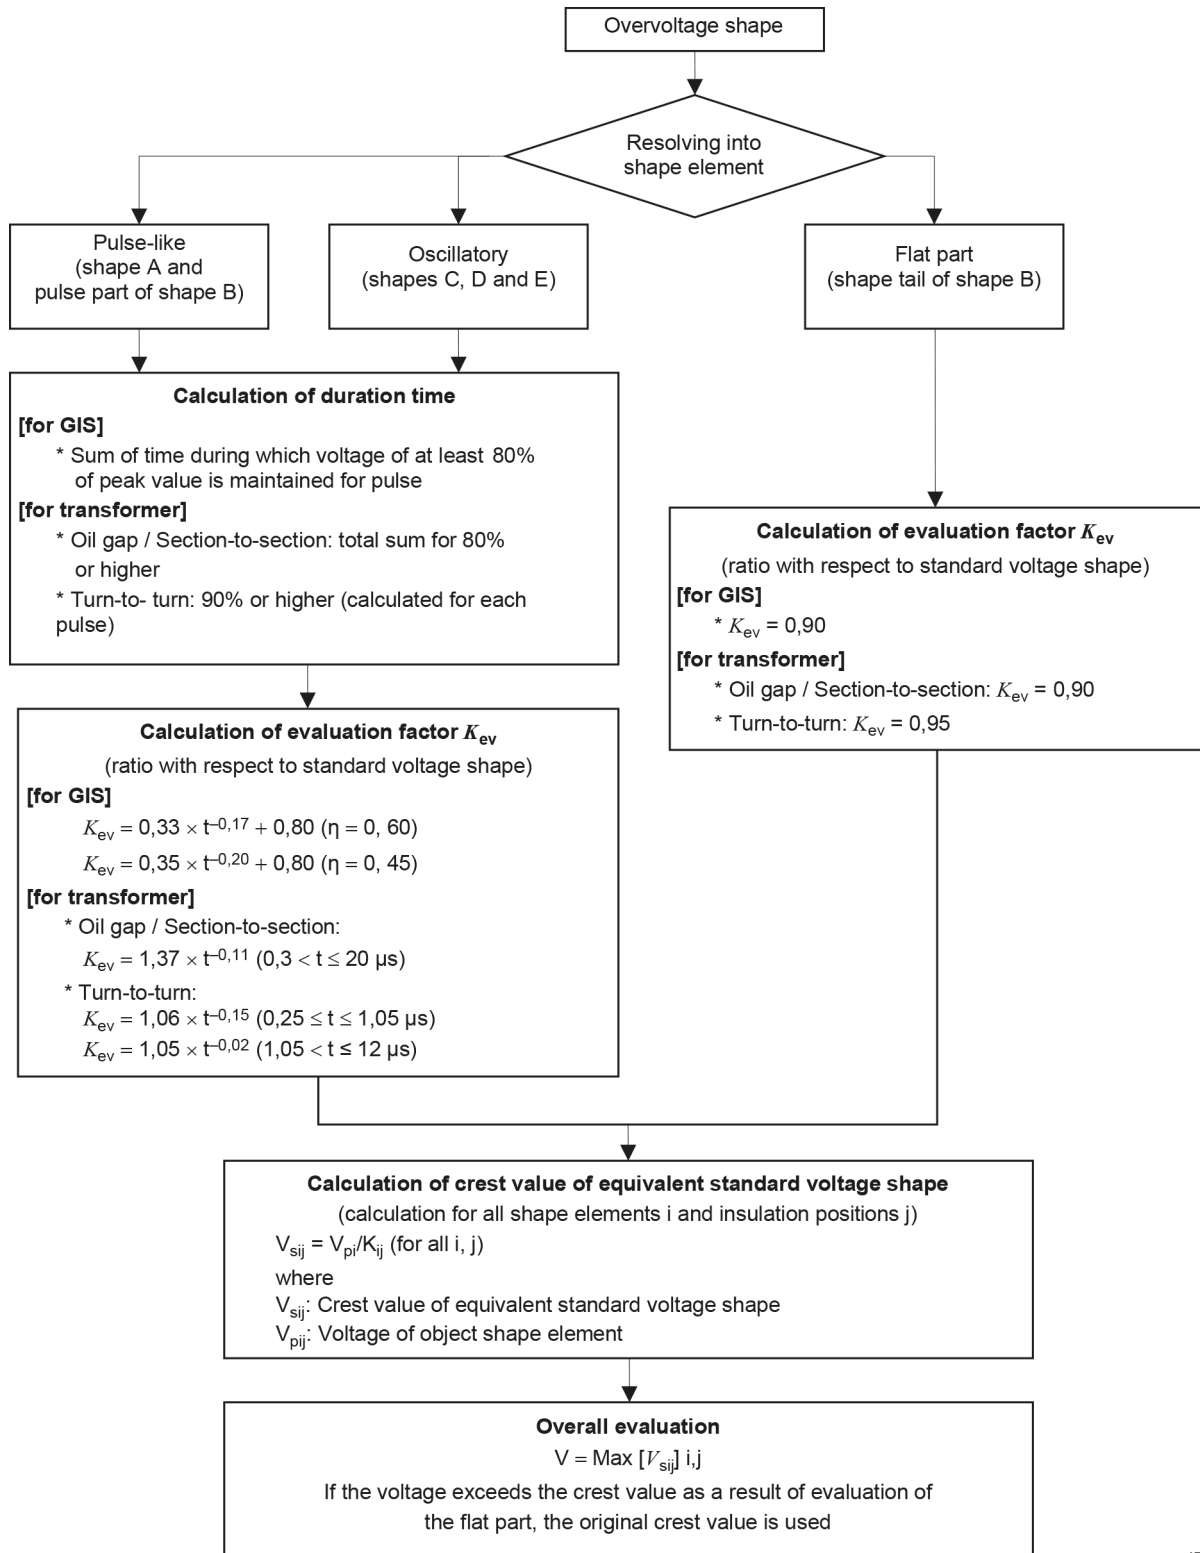 Overvoltage shape
Resolving into
shape element
Pulse-like
(shape A and
pulse part of shape B)
Oscillatory
(shapes C, D and E)
Flat part
(shape tail of shape B)
Calculation of duration time
[for GIS]
* Sum of time during which voltage of at least 80%
of peak value is maintained for pulse
[for transformer]
* Oil gap / Section-to-section: total sum for 80%
or higher
* Turn-to- turn: 90% or higher (calculated for each
pulse)
Calculation of evaluation factor Kev
(ratio with respect to standard voltage shape)
[for GIS]
* Kev = 0,90
[for transformer]
* Oil gap / Section-to-section: Kev = 0,90
* Turn-to-turn: Kev = 0,95
Calculation of evaluation factor Kev
(ratio with respect to standard voltage shape)
[for GIS]
Kev = 0,33 × t–0,17 + 0,80 (η = 0, 60)
Kev = 0,35 × t–0,20 + 0,80 (η = 0, 45)
[for transformer]
* Oil gap / Section-to-section:
Kev = 1,37 × t–0,11 (0,3 < t ≤ 20 μs)
* Turn-to-turn:
Kev = 1,06 × t–0,15 (0,25 ≤ t ≤ 1,05 μs)
Kev = 1,05 × t–0,02 (1,05 < t ≤ 12 μs)
Calculation of crest value of equivalent standard voltage shape
(calculation for all shape elements i and insulation positions j)
Vsij = Vpi/Kij (for all i, j)
where
Vsij: Crest value of equivalent standard voltage shape
Vpij: Voltage of object shape element
Overall evaluation
V = Max [Vsij] i,j
If the voltage exceeds the crest value as a result of evaluation of
the flat part, the original crest value is used